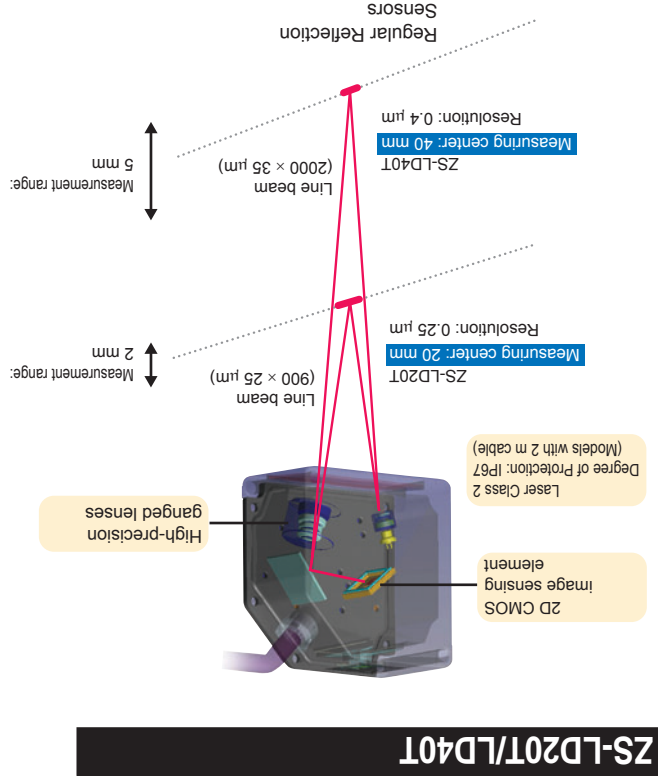 ZS-LD20T/LD40T
2D CMOS
image sensing
element
High-precision
ganged lenses
Laser Class 2
Degree of Protection: IP67
(Models with 2 m cable)
ZS-LD20T
Measuring center: 20 mm
Resolution: 0.25 µm
Line beam
(900 × 25 µm)
Measurement range:
2 mm
ZS-LD40T
Measuring center: 40 mm
Resolution: 0.4 µm
Line beam
(2000 × 35 µm)
Measurement range:
5 mm
Regular Reflection
Sensors